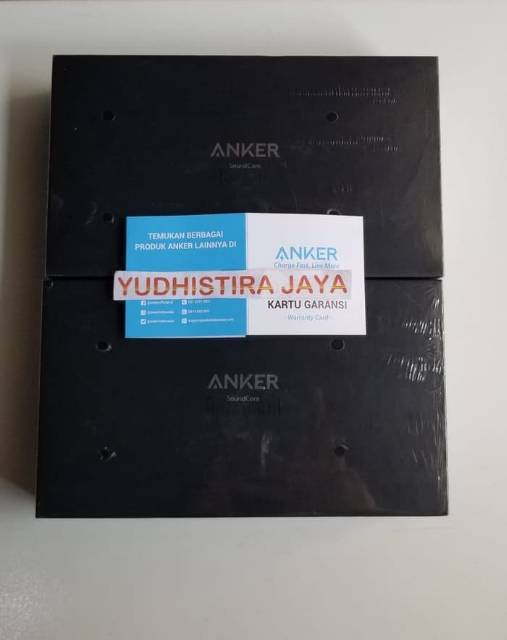 ANKER
SoundCore
TEMUKAN BERBAGAI
PRODUK ANKER LAINNYA DI
ANKER
Charge Fast, Live More
YUDHISTIRA JAYA
KARTU GARANSI
- Warranty Card -
ANKER
SoundCore